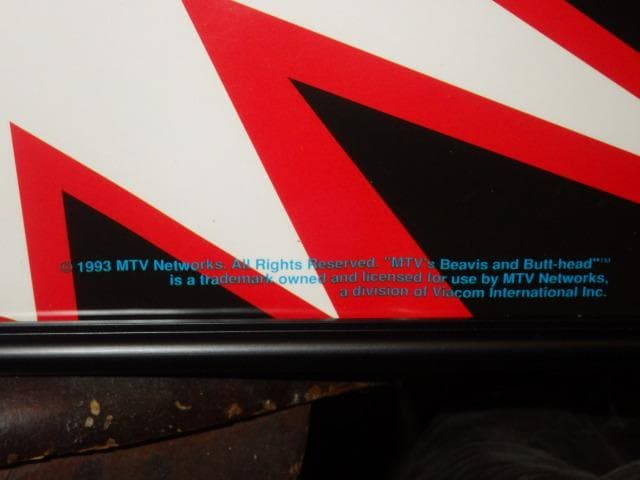 © 1993 MTV Networks. All Rights Reserved. "MTV's Beavis and Butt-head"™
is a trademark owned and licensed for use by MTV Networks,
a division of Viacom International Inc.